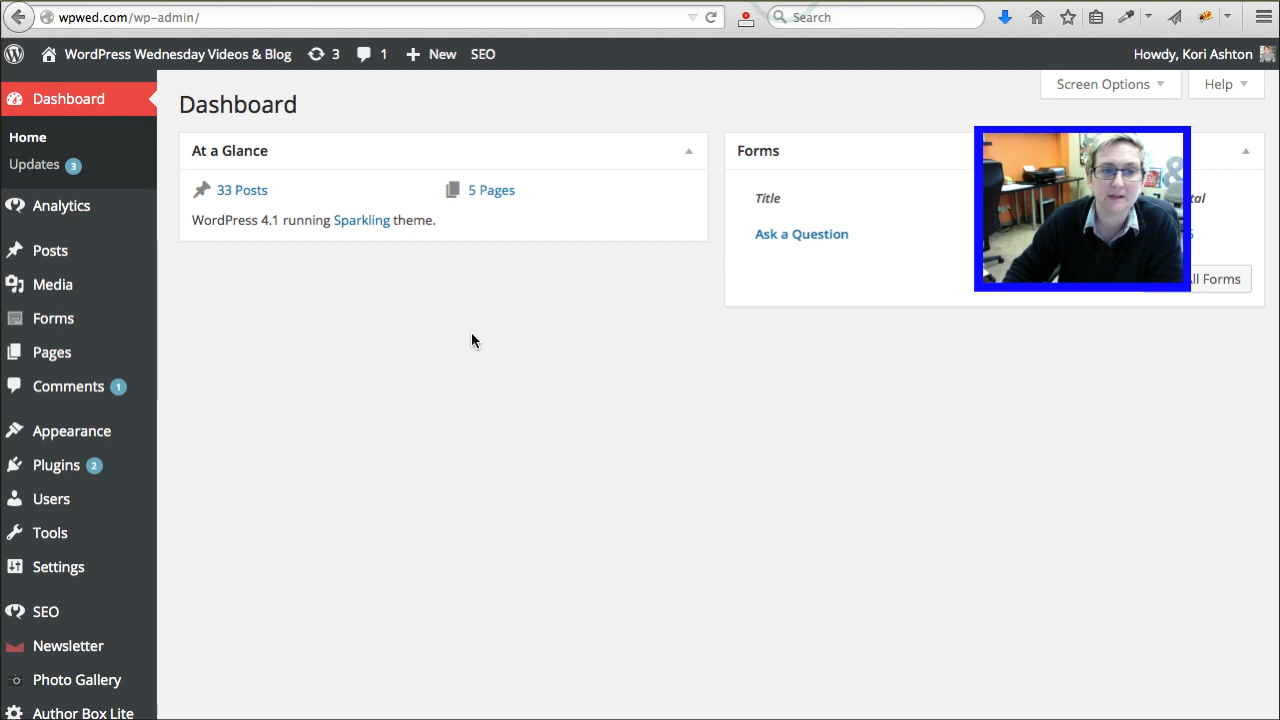 wpwed.com/wp-admin/
Search
WordPress Wednesday Videos & Blog
3
1
New
SEO
Howdy, Kori Ashton
Dashboard
Home
Updates 3
Analytics
Posts
Media
Forms
Pages
Comments 1
Appearance
Plugins 2
Users
Tools
Settings
SEO
Newsletter
Photo Gallery
Author Box Lite
Screen Options
Help
Dashboard
At a Glance
33 Posts
5 Pages
WordPress 4.1 running Sparkling theme.
Forms
Title
Ask a Question
Forms
&